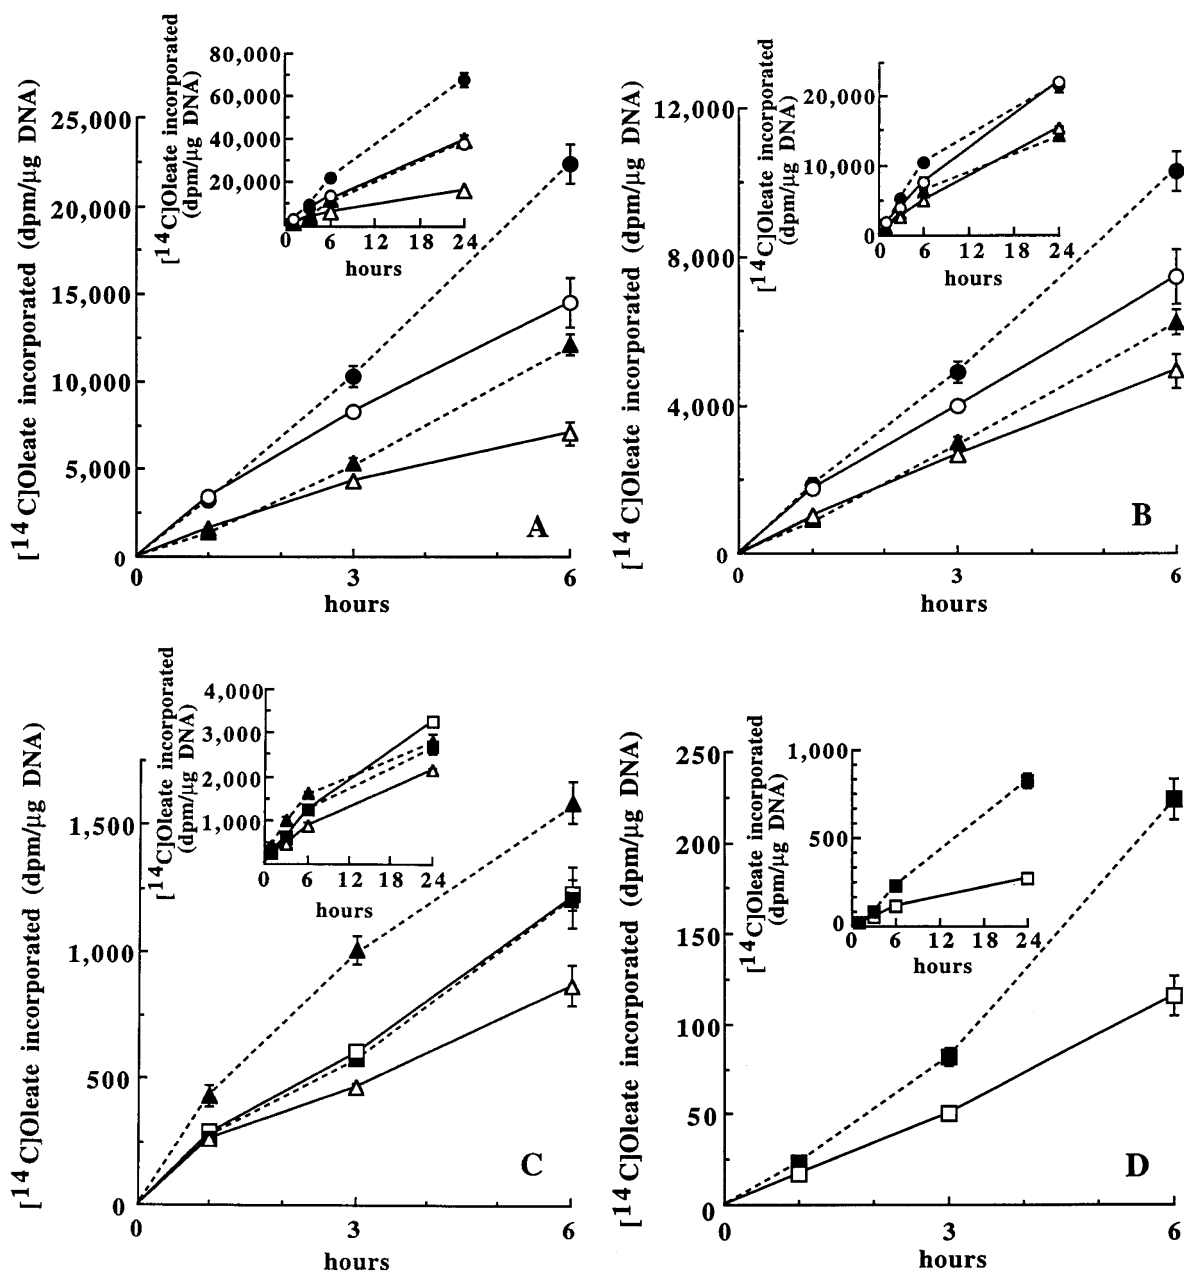 [14C]Oleate incorporated (dpm/µg DNA)
25,000
20,000
15,000
10,000
5,000
0
0 3 6
hours
A
[14C]Oleate incorporated
(dpm/µg DNA)
80,000
60,000
40,000
20,000
0 6 12 18 24
hours
[14C]Oleate incorporated (dpm/µg DNA)
12,000
8,000
4,000
0
0 3 6
hours
B
[14C]Oleate incorporated
(dpm/µg DNA)
20,000
10,000
0
0 6 12 18 24
hours
[14C]Oleate incorporated (dpm/µg DNA)
1,500
1,000
500
0
0 3 6
hours
C
[14C]Oleate incorporated
(dpm/µg DNA)
4,000
3,000
2,000
1,000
0 6 12 18 24
hours
[14C]Oleate incorporated (dpm/µg DNA)
250
200
150
100
50
0
0 3 6
hours
D
[14C]Oleate incorporated
(dpm/µg DNA)
1,000
500
0
0 6 12 18 24
hours